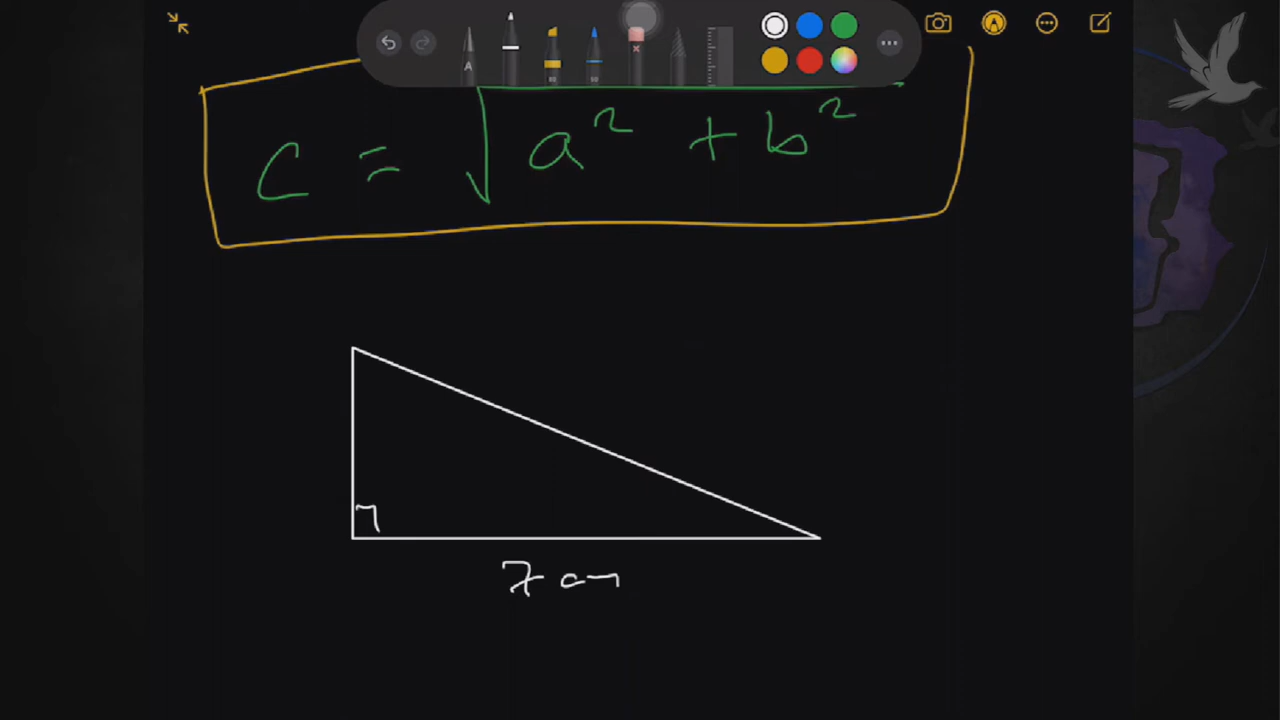 C = √a² + b²
7 cm